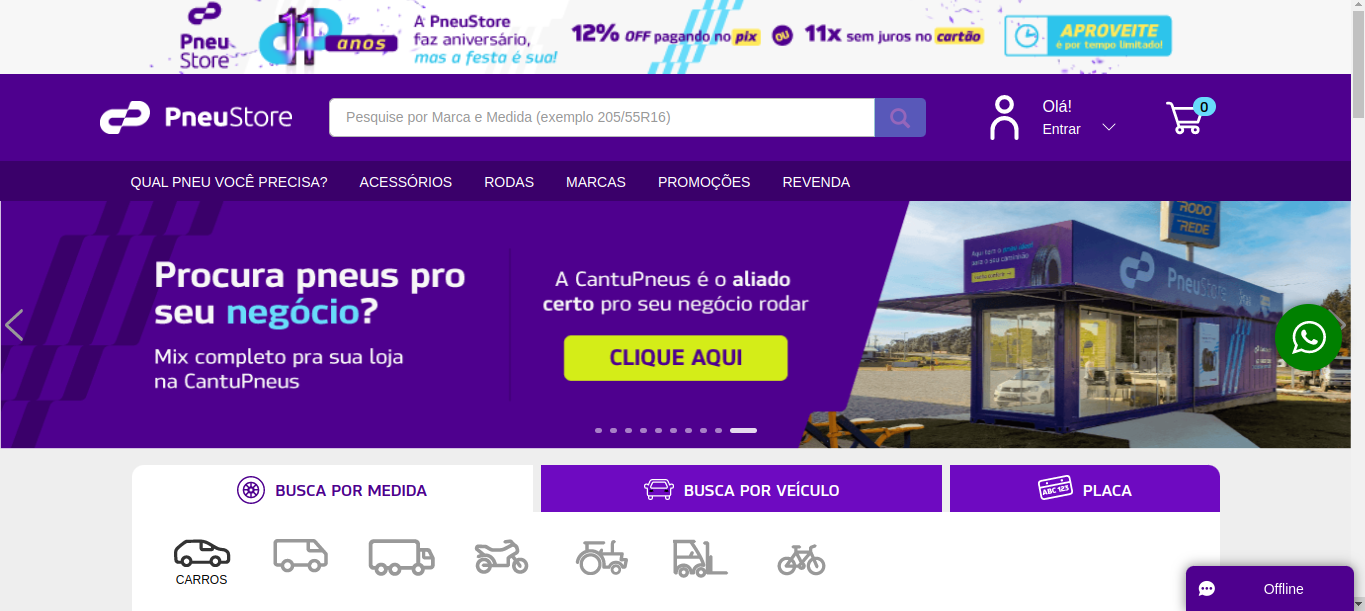 Pneu
Store
11 anos
A PneuStore
faz aniversário,
mas a festa é sua!
12% OFF pagando no pix ou 11x sem juros no cartão
APROVEITE
é por tempo limitado!
PneuStore
Pesquise por Marca e Medida (exemplo 205/55R16)
Olá!
Entrar
0
QUAL PNEU VOCÊ PRECISA? ACESSÓRIOS RODAS MARCAS PROMOÇÕES REVENDA
Procura pneus pro
seu negócio?
Mix completo pra sua loja
na CantuPneus
A CantuPneus é o aliado
certo pro seu negócio rodar
CLIQUE AQUI
RODO
REDE
PneuStore
BUSCA POR MEDIDA
BUSCA POR VEÍCULO
ABC 123
PLACA
CARROS
Offline